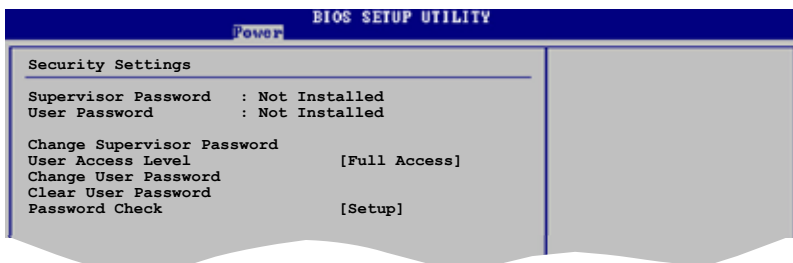 BIOS SETUP UTILITY
Power
Security Settings
Supervisor Password : Not Installed
User Password : Not Installed
Change Supervisor Password
User Access Level [Full Access]
Change User Password
Clear User Password
Password Check [Setup]